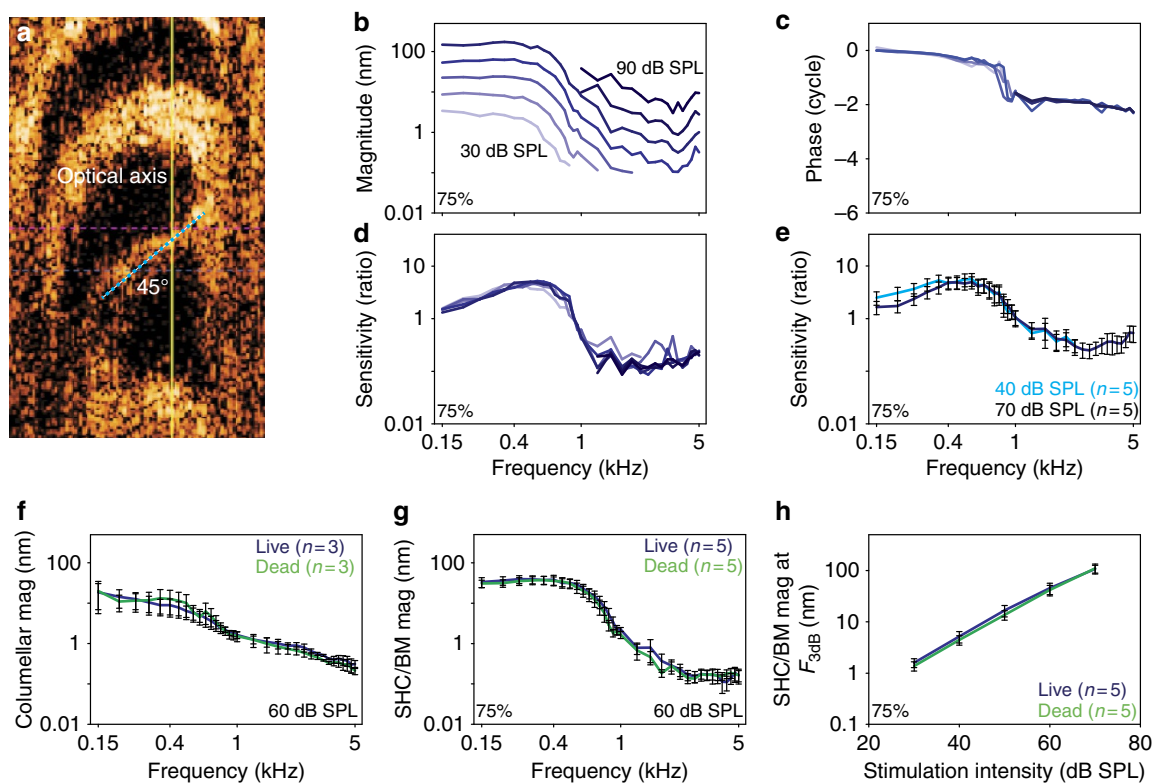 a
Optical axis
45°
b
Magnitude (nm)
100
1
0.01
90 dB SPL
30 dB SPL
75%
c
Phase (cycle)
0
−2
−4
−6
75%
d
Sensitivity (ratio)
10
1
0.01
75%
0.15
0.4
1
5
Frequency (kHz)
e
Sensitivity (ratio)
10
1
0.01
40 dB SPL (n=5)
70 dB SPL (n=5)
75%
0.15
0.4
1
5
Frequency (kHz)
f
Columellar mag (nm)
100
1
0.01
Live (n=3)
Dead (n=3)
60 dB SPL
0.15
0.4
1
5
Frequency (kHz)
g
SHC/BM mag (nm)
100
1
0.01
Live (n=5)
Dead (n=5)
75%
60 dB SPL
0.15
0.4
1
5
Frequency (kHz)
h
SHC/BM mag at
F3dB (nm)
100
10
1
0.1
Live (n=5)
Dead (n=5)
75%
20
40
60
80
Stimulation intensity (dB SPL)